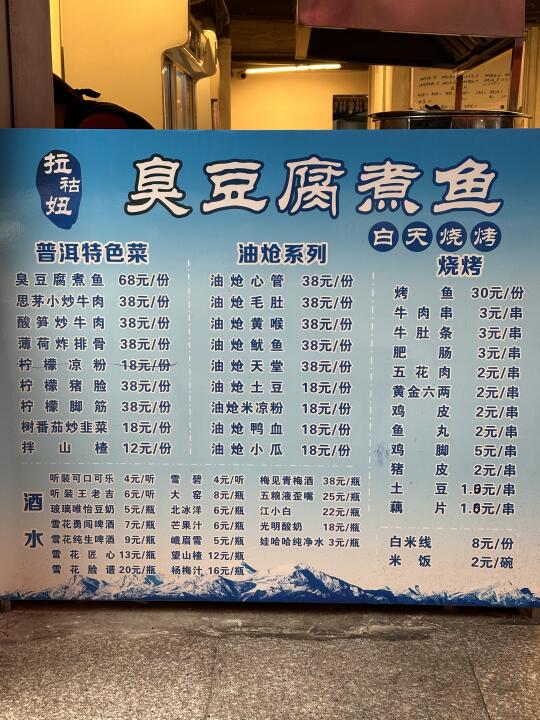 拉祜妞
臭豆腐煮鱼
白天烧烤
普洱特色菜
臭豆腐煮鱼 68元/份
思茅小炒牛肉 38元/份
酸笋炒牛肉 38元/份
薄荷炸排骨 38元/份
柠檬凉粉 18元/份
柠檬猪脸 38元/份
柠檬脚筋 38元/份
树番茄炒韭菜 18元/份
拌山楂 12元/份
油炝系列
油炝心管 38元/份
油炝毛肚 38元/份
油炝黄喉 38元/份
油炝鱿鱼 38元/份
油炝天堂 38元/份
油炝土豆 18元/份
油炝米凉粉 18元/份
油炝鸭血 18元/份
油炝小瓜 18元/份
烧烤
烤鱼 30元/份
牛肉串 3元/串
牛肚条 3元/串
肥肠 3元/串
五花肉 2元/串
黄金六两 2元/串
鸡皮 2元/串
鱼丸 2元/串
鸡脚 5元/串
猪皮 2元/串
土豆 1.0元/串
藕片 1.0元/串
白米线 8元/份
米饭 2元/碗
酒水
听装可口可乐 4元/听
听装王老吉 6元/听
玻璃唯怡豆奶 5元/瓶
雪花勇闯啤酒 7元/瓶
雪花纯生啤酒 9元/瓶
雪花匠心 13元/瓶
雪花脸谱 20元/瓶
雪碧 4元/听
大窑 8元/瓶
北冰洋 6元/瓶
芒果汁 6元/瓶
峨眉雪 5元/瓶
望山楂 12元/瓶
杨梅汁 16元/瓶
梅见青梅酒 38元/瓶
五粮液歪嘴 25元/瓶
江小白 22元/瓶
光明酸奶 18元/瓶
娃哈哈纯净水 3元/瓶